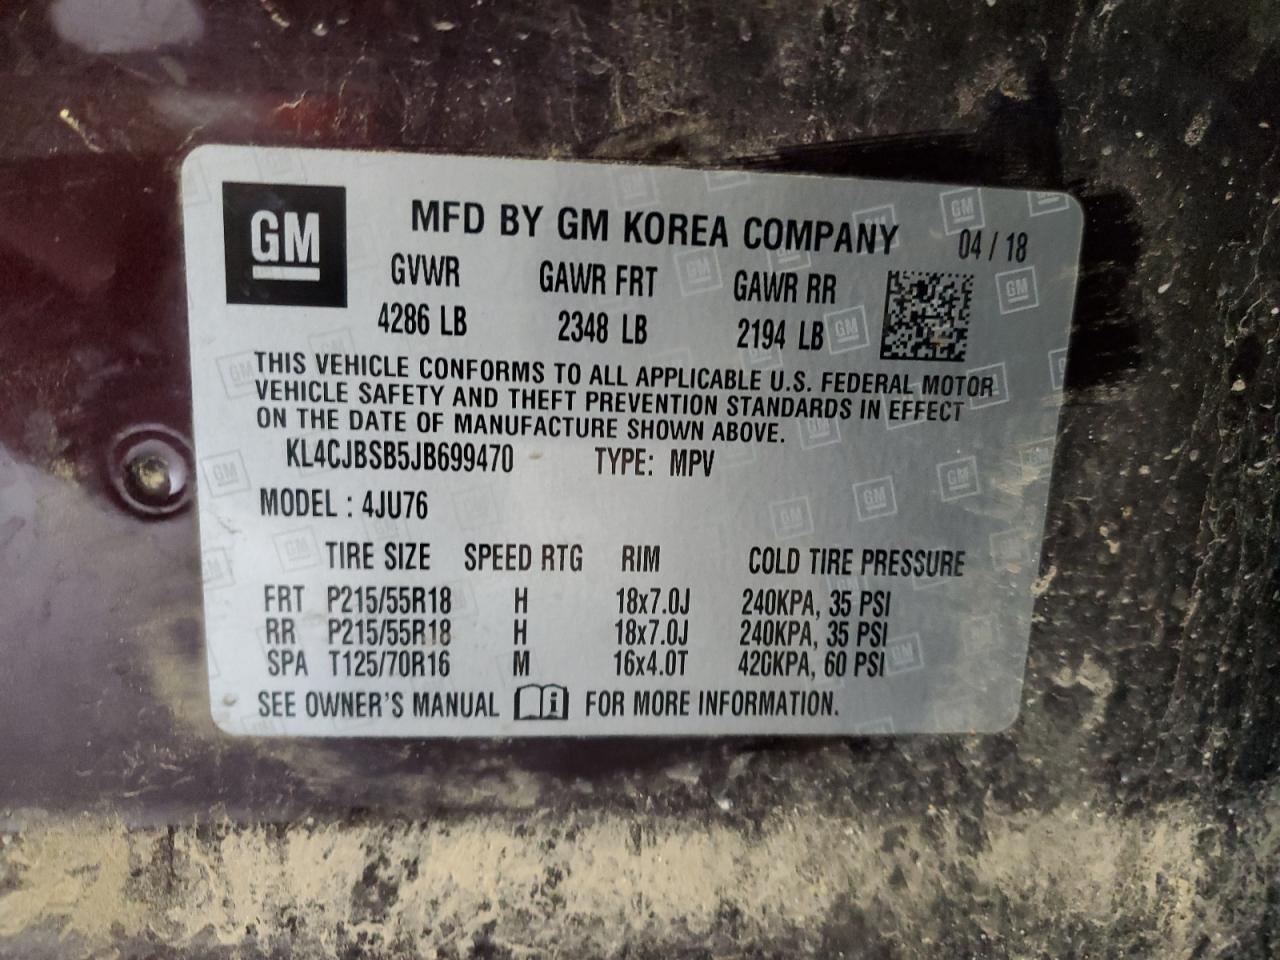 GM
MFD BY GM KOREA COMPANY 04 / 18
GVWR GAWR FRT GAWR RR
4286 LB 2348 LB 2194 LB
THIS VEHICLE CONFORMS TO ALL APPLICABLE U.S. FEDERAL MOTOR
VEHICLE SAFETY AND THEFT PREVENTION STANDARDS IN EFFECT
ON THE DATE OF MANUFACTURE SHOWN ABOVE.
KL4CJBSB5JB699470 TYPE: MPV
MODEL : 4JU76
TIRE SIZE SPEED RTG RIM COLD TIRE PRESSURE
FRT P215/55R18 H 18x7.0J 240KPA, 35 PSI
RR P215/55R18 H 18x7.0J 240KPA, 35 PSI
SPA T125/70R16 M 16x4.0T 420KPA, 60 PSI
SEE OWNER'S MANUAL i FOR MORE INFORMATION.